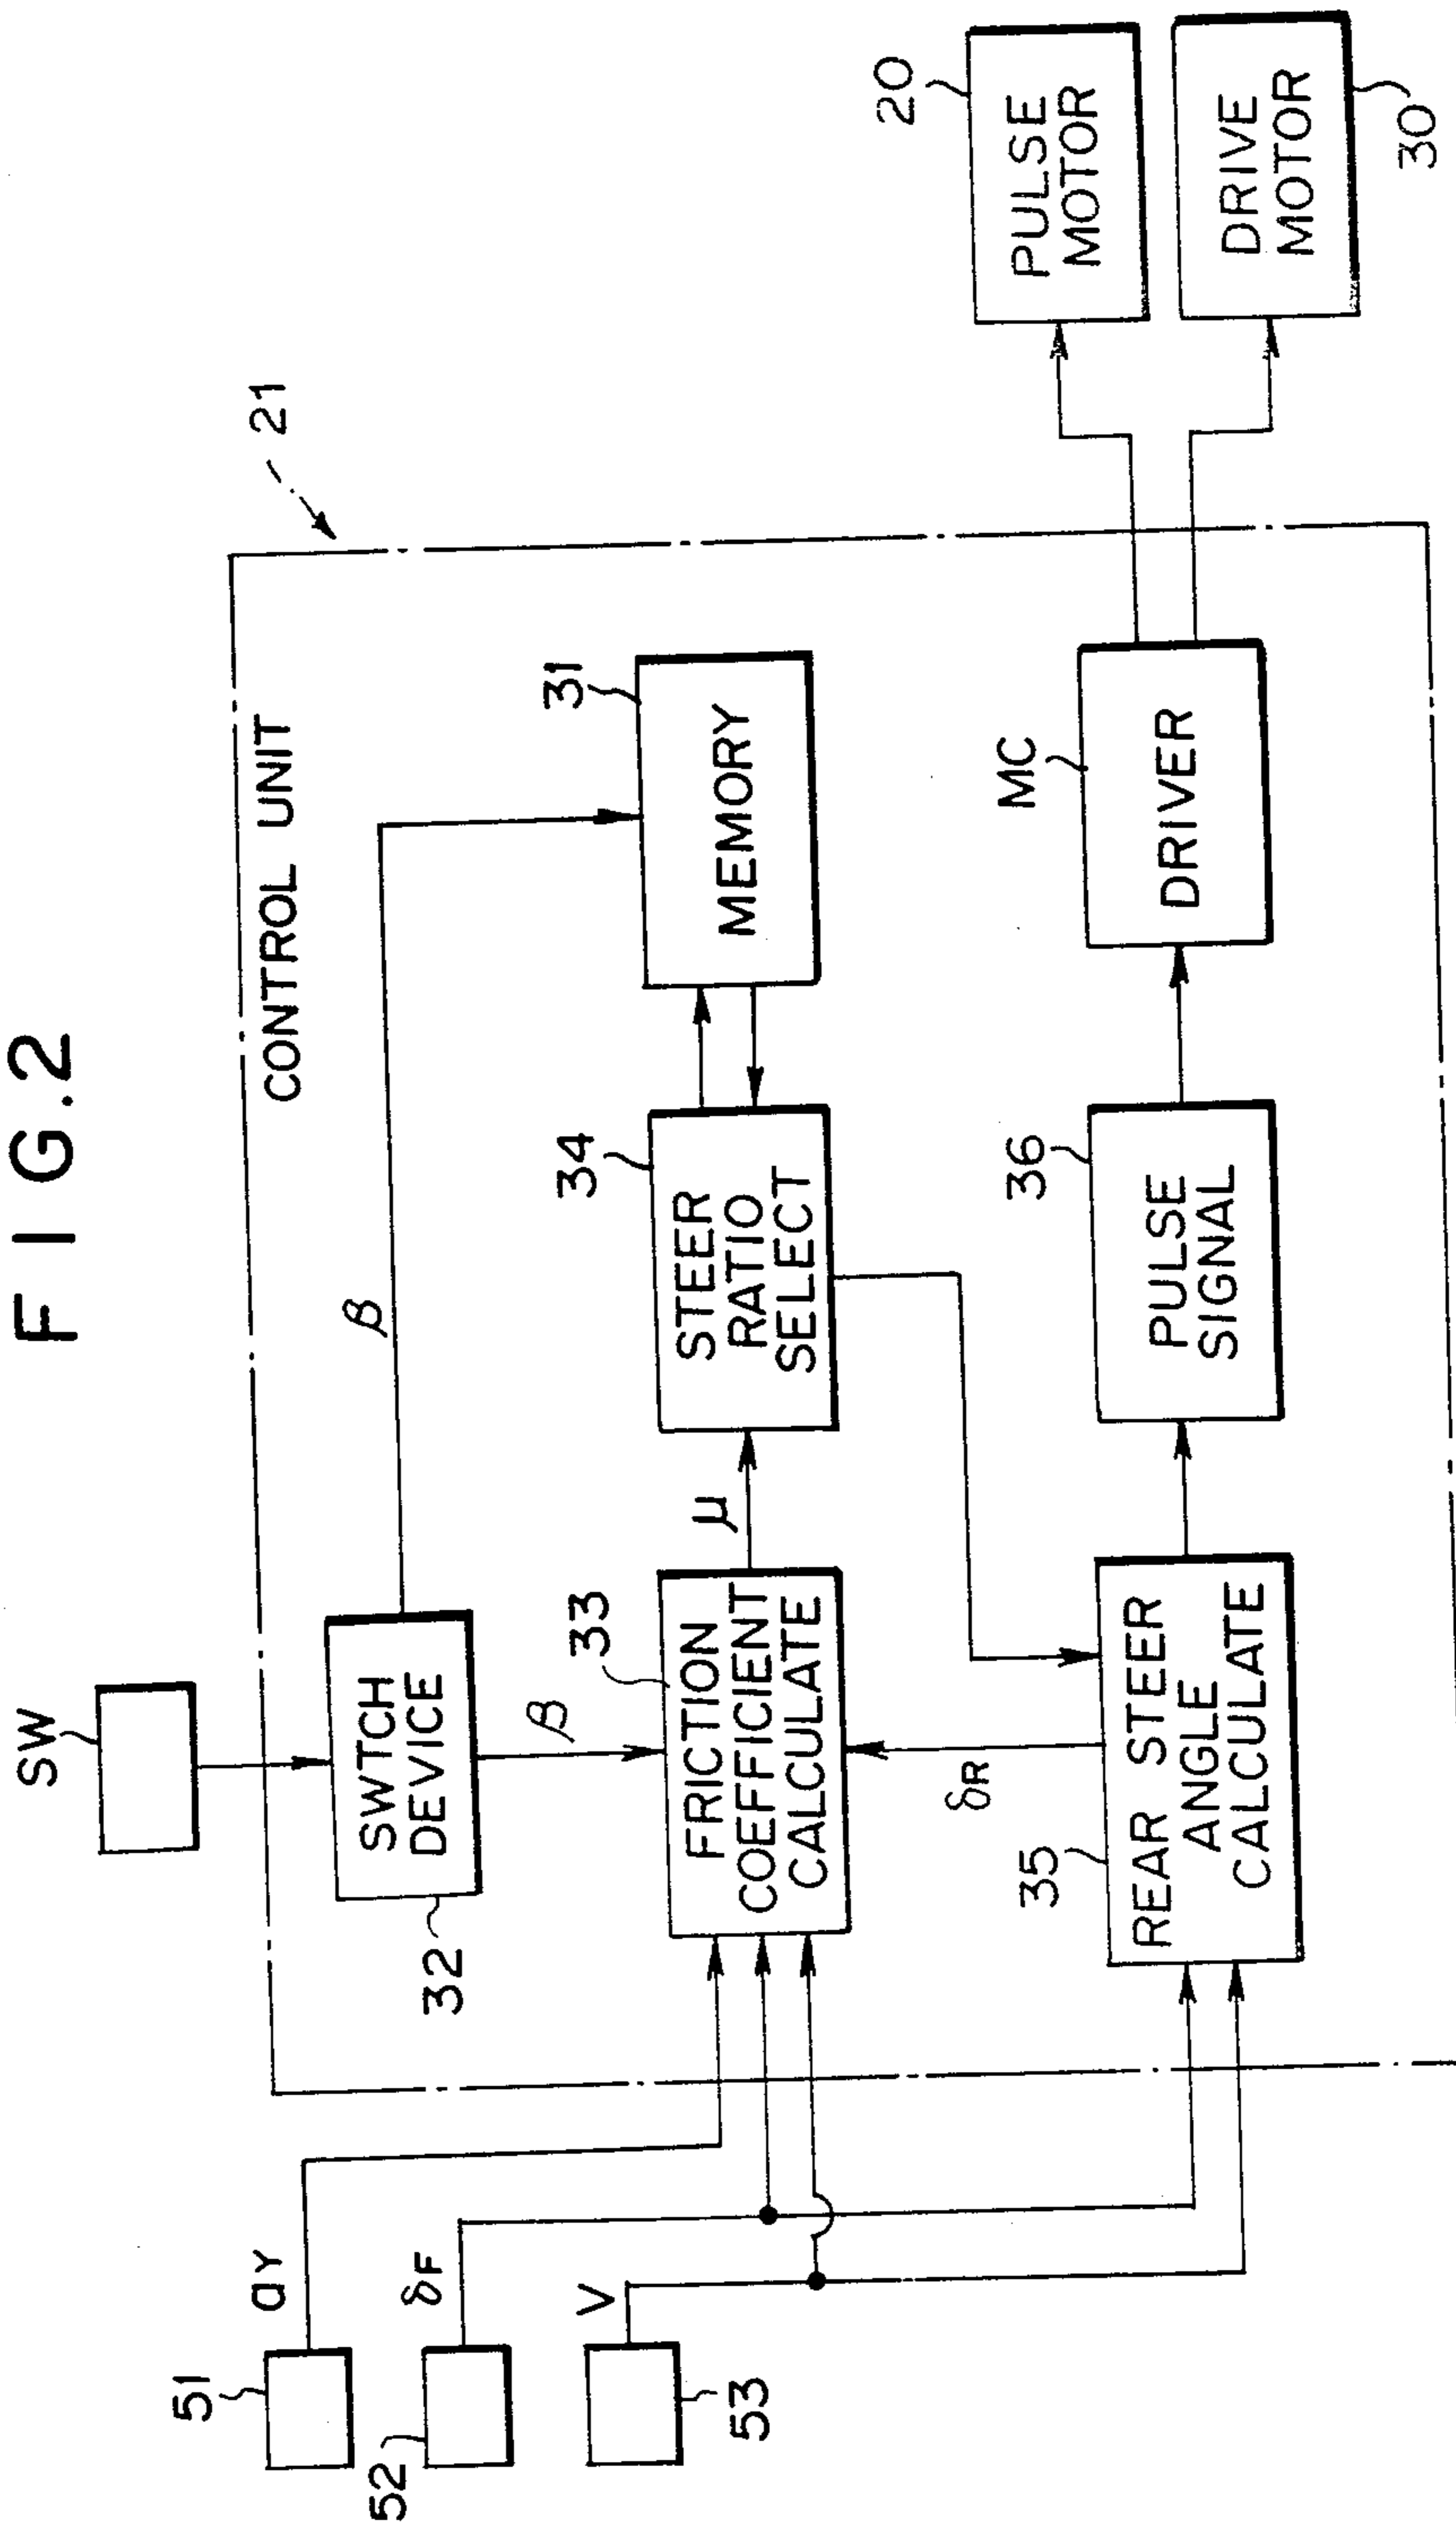 FIG.2
SW
21
CONTROL UNIT
SWTCH
DEVICE
32
β
β
51
aY
52
δF
53
V
33
FRICTION
COEFFICIENT
CALCULATE
μ
34
STEER
RATIO
SELECT
31
MEMORY
δR
35
REAR STEER
ANGLE
CALCULATE
36
PULSE
SIGNAL
MC
DRIVER
20
PULSE
MOTOR
DRIVE
MOTOR
30